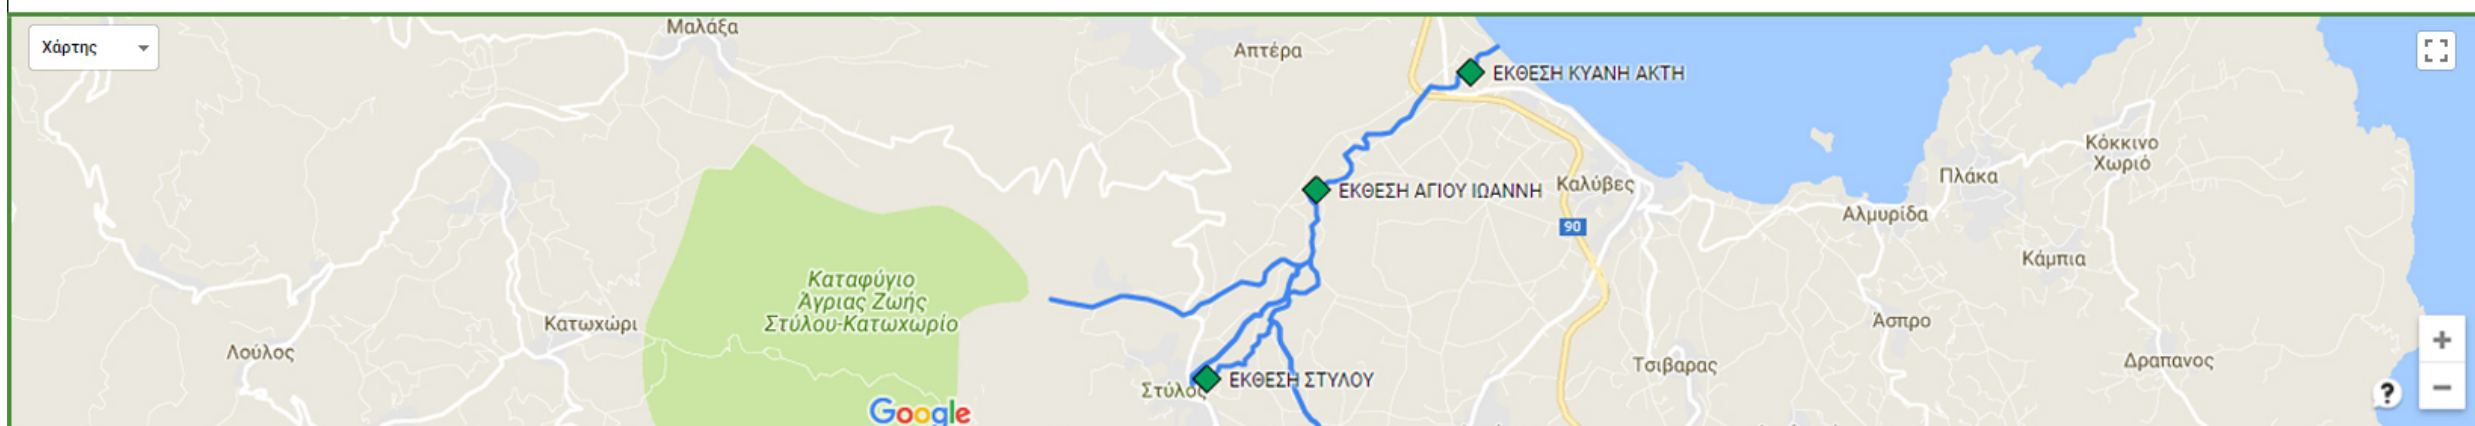 Χάρτης
Μαλάξα
Απτέρα
ΕΚΘΕΣΗ ΚΥΑΝΗ ΑΚΤΗ
Κόκκινο
Χωριό
Πλάκα
ΕΚΘΕΣΗ ΑΓΙΟΥ ΙΩΑΝΝΗ
Καλύβες
Αλμυρίδα
90
Κάμπια
Καταφύγιο
Άγριας Ζωής
Στύλου-Κατωχωρίο
Κατωχώρι
Άσπρο
Λούλος
Τσιβαρας
Δραπανος
+
ΕΚΘΕΣΗ ΣΤΥΛΟΥ
Στύλος
?
−
Google